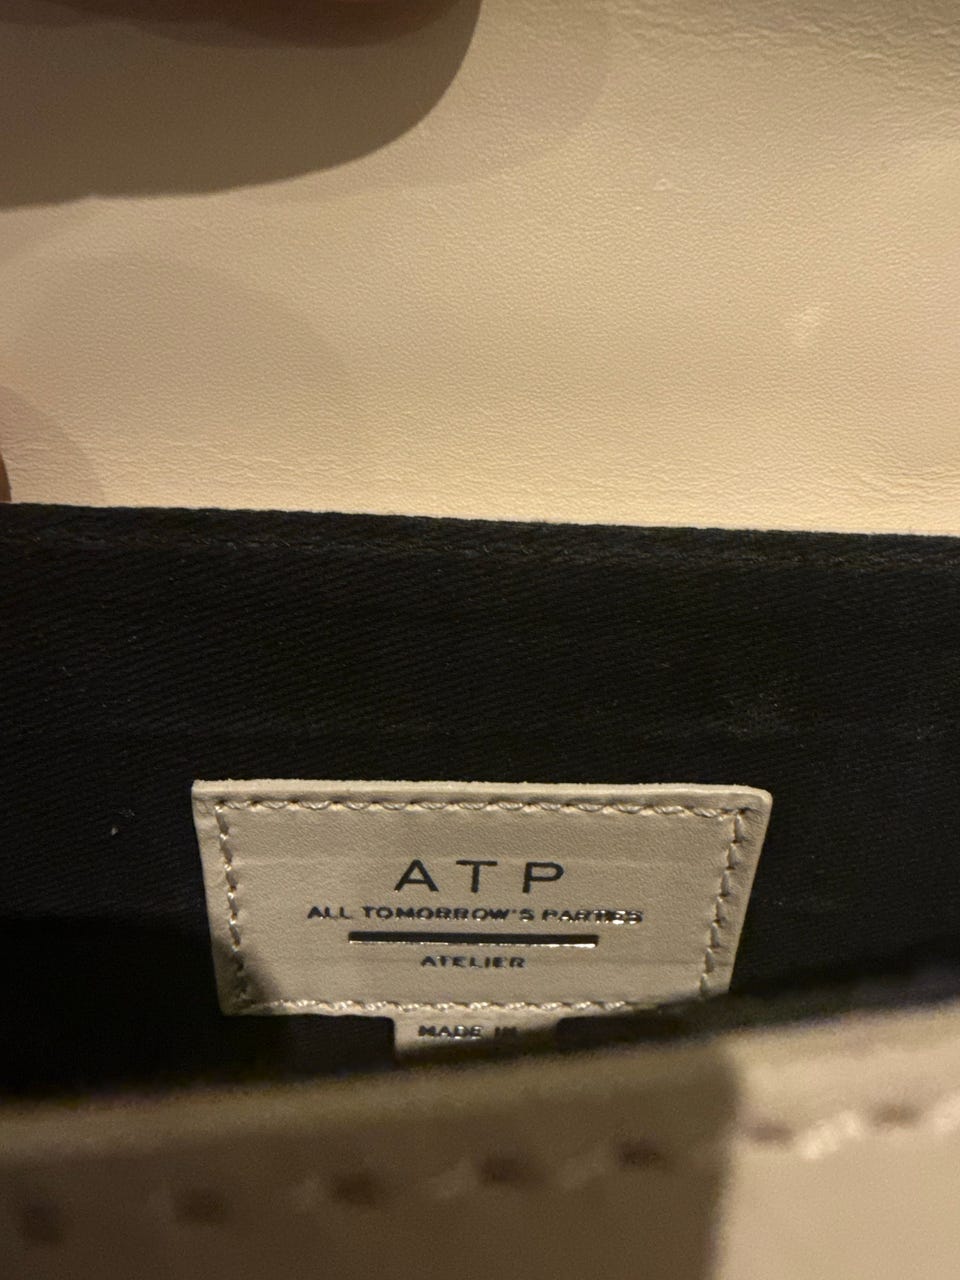 ATP
ALL TOMORROW'S PARTIES
ATELIER
MADE IN